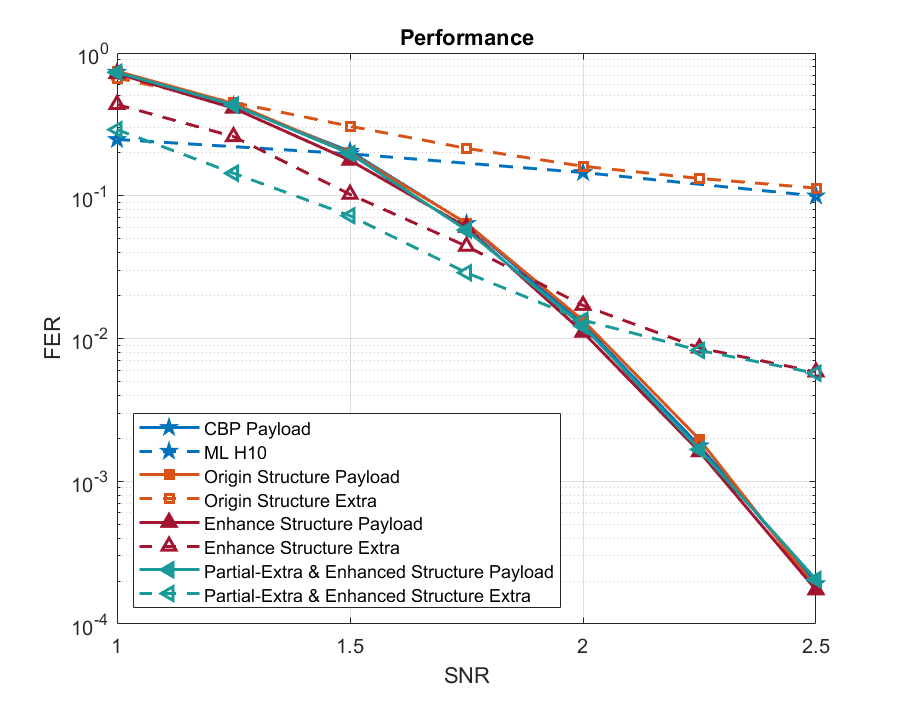 Performance
10^0
10^-1
10^-2
10^-3
10^-4
FER
CBP Payload
ML H10
Origin Structure Payload
Origin Structure Extra
Enhance Structure Payload
Enhance Structure Extra
Partial-Extra & Enhanced Structure Payload
Partial-Extra & Enhanced Structure Extra
1 1.5 2 2.5
SNR